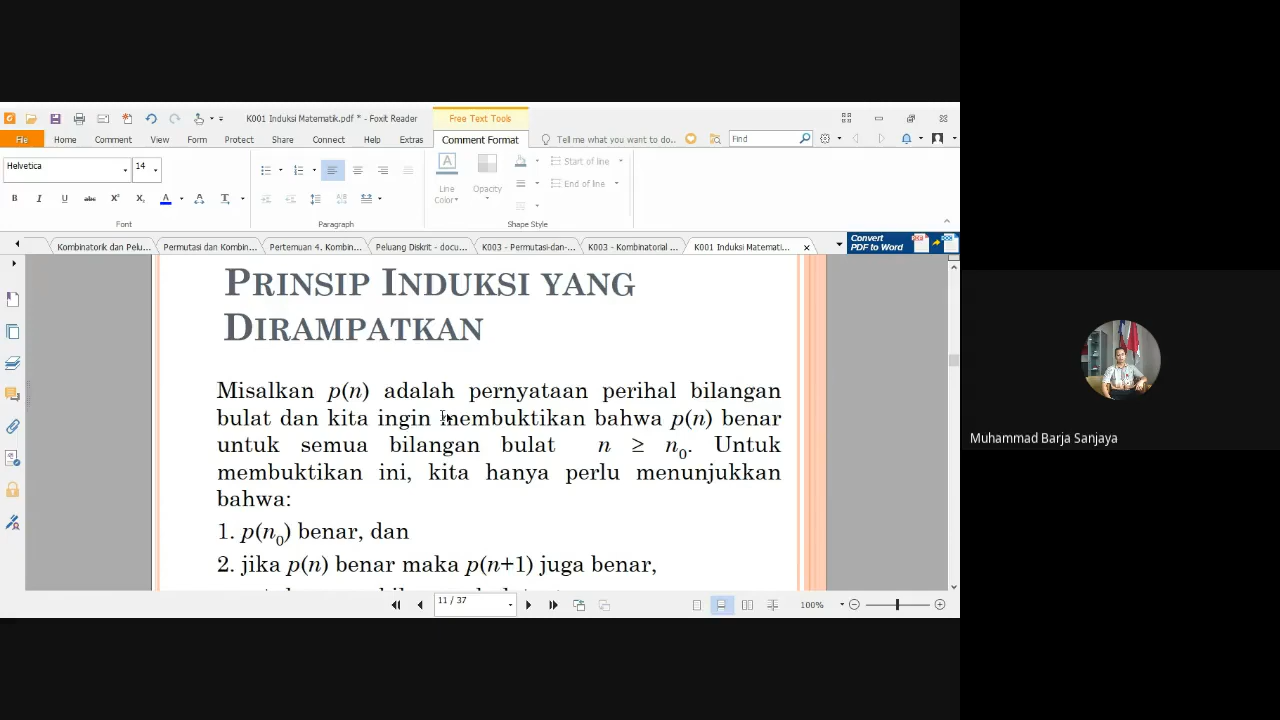 K001 Induksi Matematik.pdf * - Foxit Reader
Free Text Tools
File Home Comment View Form Protect Share Connect Help Extras Comment Format Tell me what you want to do.. Find
Helvetica 14
Line Color
Opacity
Start of line
End of line
Font Paragraph Shape Style
Kombinatorik dan Pelu... Permutasi dan Kombin... Pertemuan 4. Kombin... Peluang Diskrit - docu... K003 - Permutasi-dan-... K003 - Kombinatorial ... K001 Induksi Matemati...
Convert
PDF to Word
PRINSIP INDUKSI YANG
DIRAMPATKAN
Misalkan p(n) adalah pernyataan perihal bilangan
bulat dan kita ingin membuktikan bahwa p(n) benar
untuk semua bilangan bulat n ≥ n₀. Untuk
membuktikan ini, kita hanya perlu menunjukkan
bahwa:
1. p(n₀) benar, dan
2. jika p(n) benar maka p(n+1) juga benar,
11 / 37
100%
Muhammad Barja Sanjaya